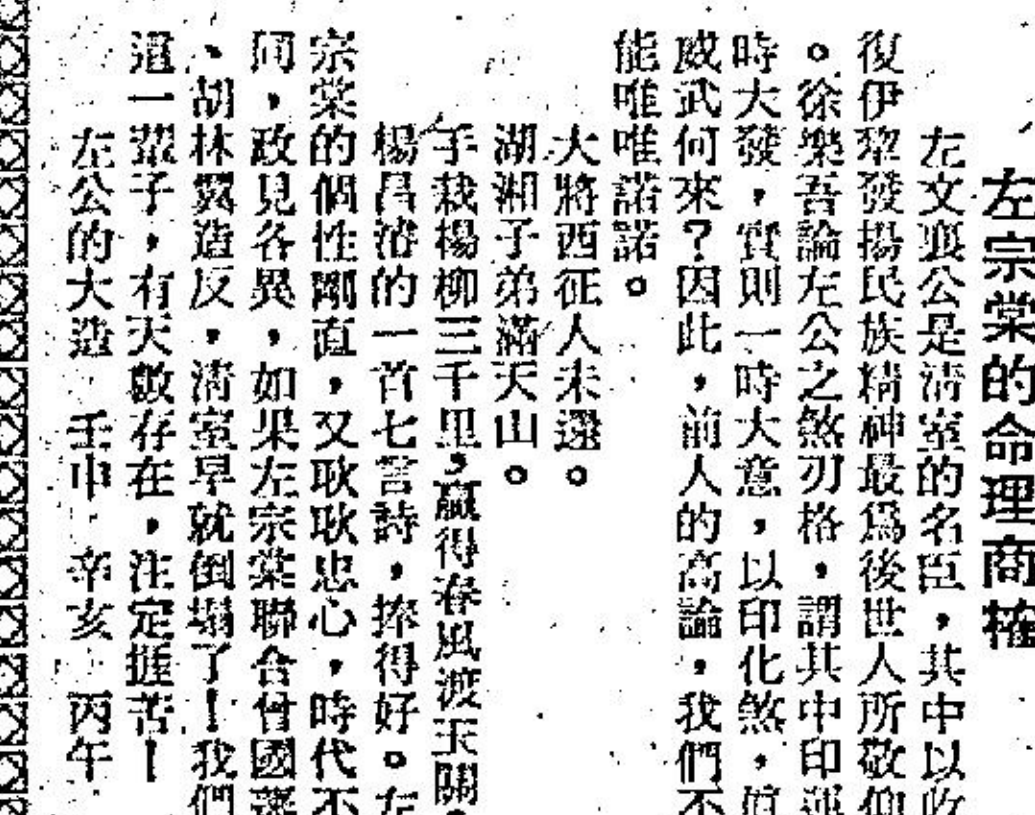 左宗棠的命理商榷
左文襄公是清室的名臣，其中以收
復伊犂發揚民族精神最爲後世人所敬仰
。徐樂吾論左公之煞刃格，謂其中印運
時大發，實則一時大意，以印化煞，
威武何來？因此，前人的高論，我們不
能唯唯諾諾。
大將西征人未還。
湖湘子弟滿天山。
手栽楊柳三千里，贏得春風渡玉關。
楊昌濬的一首七言詩，捧得好。左
宗棠的個性剛直，又耿耿忠心，時代不
同，政見各異，如果左宗棠聯合曾國藩
、胡林翼造反，清室早就倒塌了！我們
這一輩子，有天數存在，注定捱苦！
左公的大造　壬申　辛亥　丙午